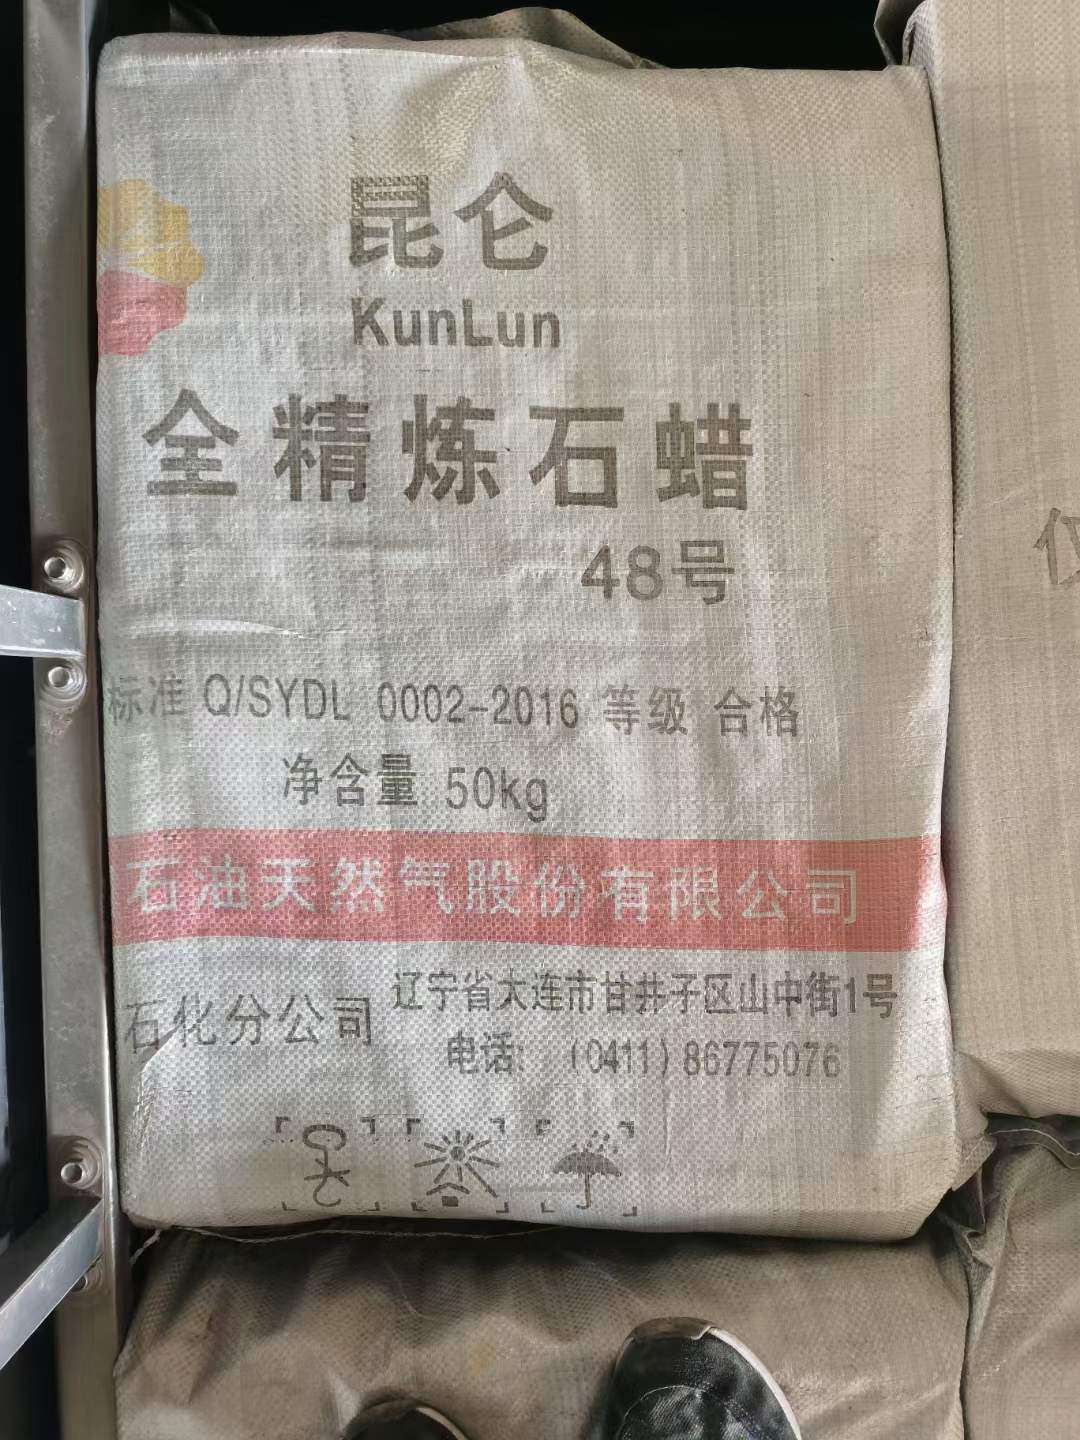 昆仑
KunLun
全精炼石蜡
48号
标准 Q/SYDL 0002-2016 等级 合格
净含量 50kg
石油天然气股份有限公司
石化分公司
辽宁省大连市甘井子区山中街1号
电话: (0411)86775076
仅